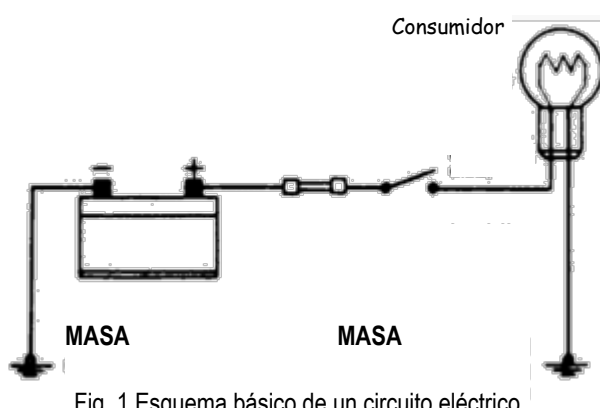 Consumidor
− +
MASA MASA
Fig. 1 Esquema básico de un circuito eléctrico